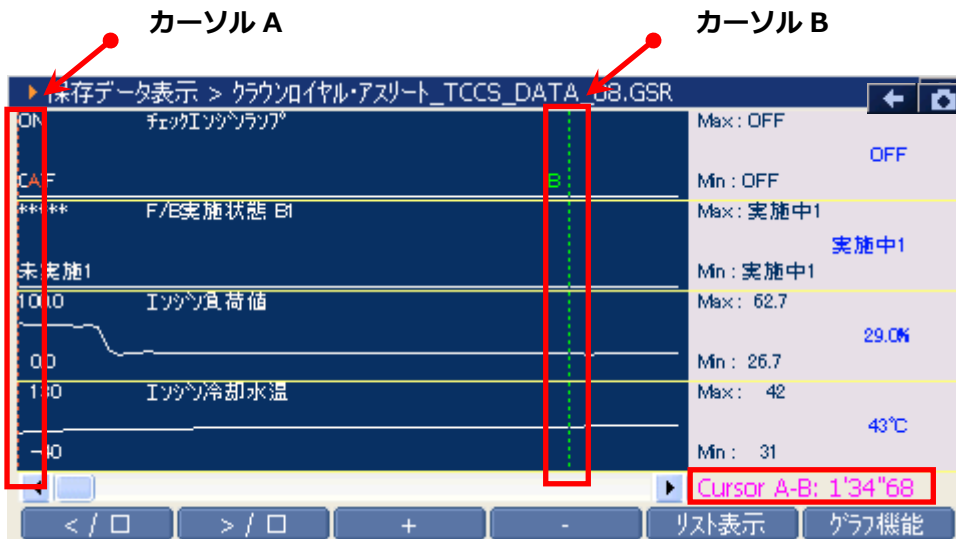 カーソル A カーソル B
保存データ表示 > クラウンロイヤル・アスリート_TCCS_DATA_08.GSR
ON チェックエンジンランプ Max : OFF
OFF
A B Min : OFF
***** F/B実施状態 B1 Max : 実施中1
実施中1
未実施1 Min : 実施中1
100.0 エンジン負荷値 Max : 62.7
29.0%
0.0 Min : 26.7
130 エンジン冷却水温 Max : 42
43℃
-40 Min : 31
Cursor A-B: 1'34"68
< / □ > / □ + - リスト表示 グラフ機能